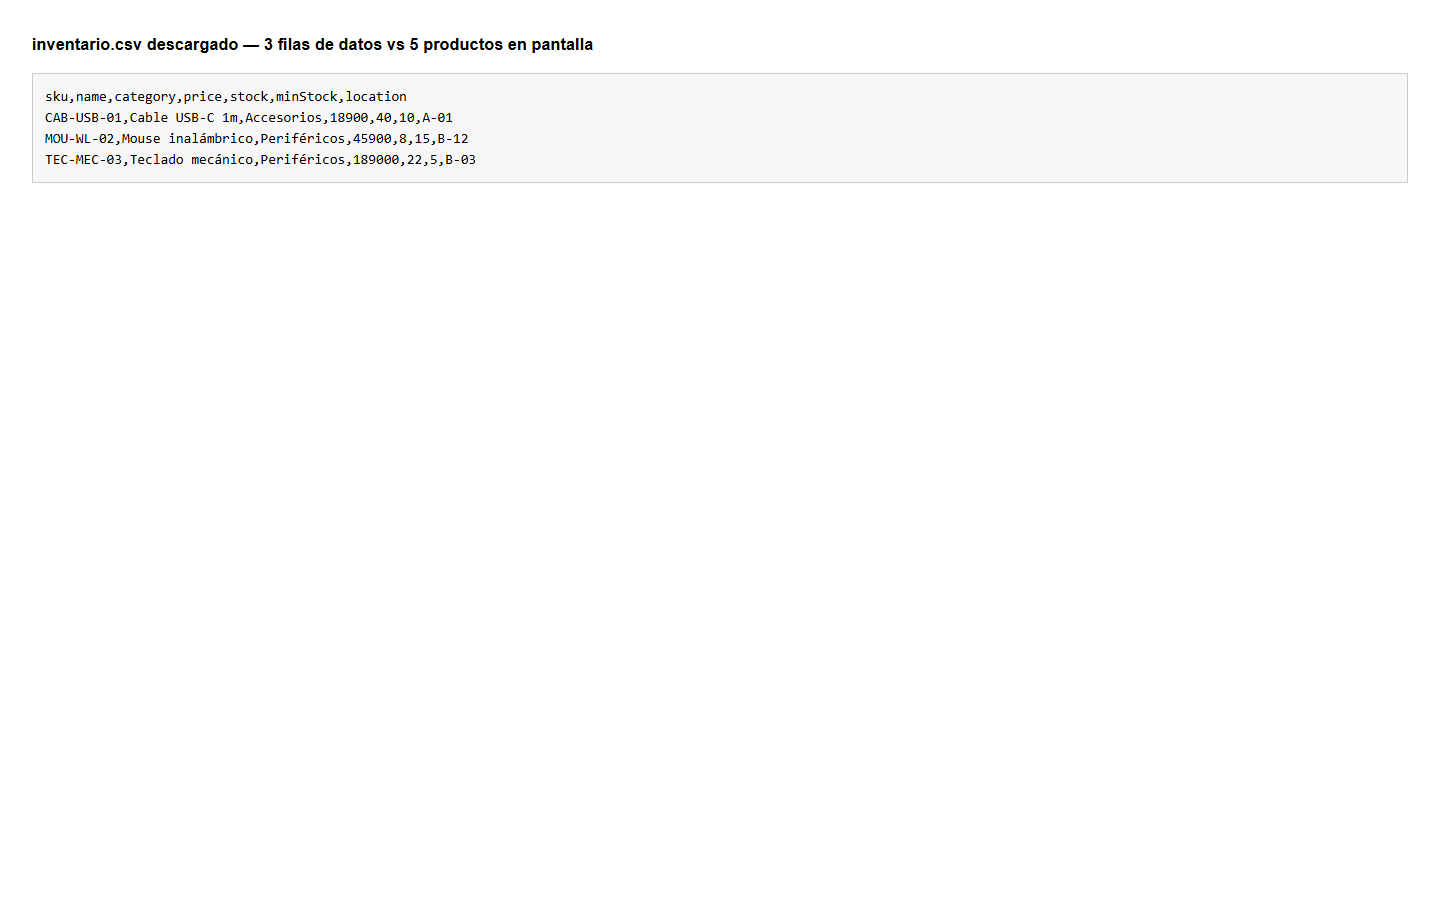 inventario.csv descargado — 3 filas de datos vs 5 productos en pantalla
sku,name,category,price,stock,minStock,location
CAB-USB-01,Cable USB-C 1m,Accesorios,18900,40,10,A-01
MOU-WL-02,Mouse inalámbrico,Periféricos,45900,8,15,B-12
TEC-MEC-03,Teclado mecánico,Periféricos,189000,22,5,B-03